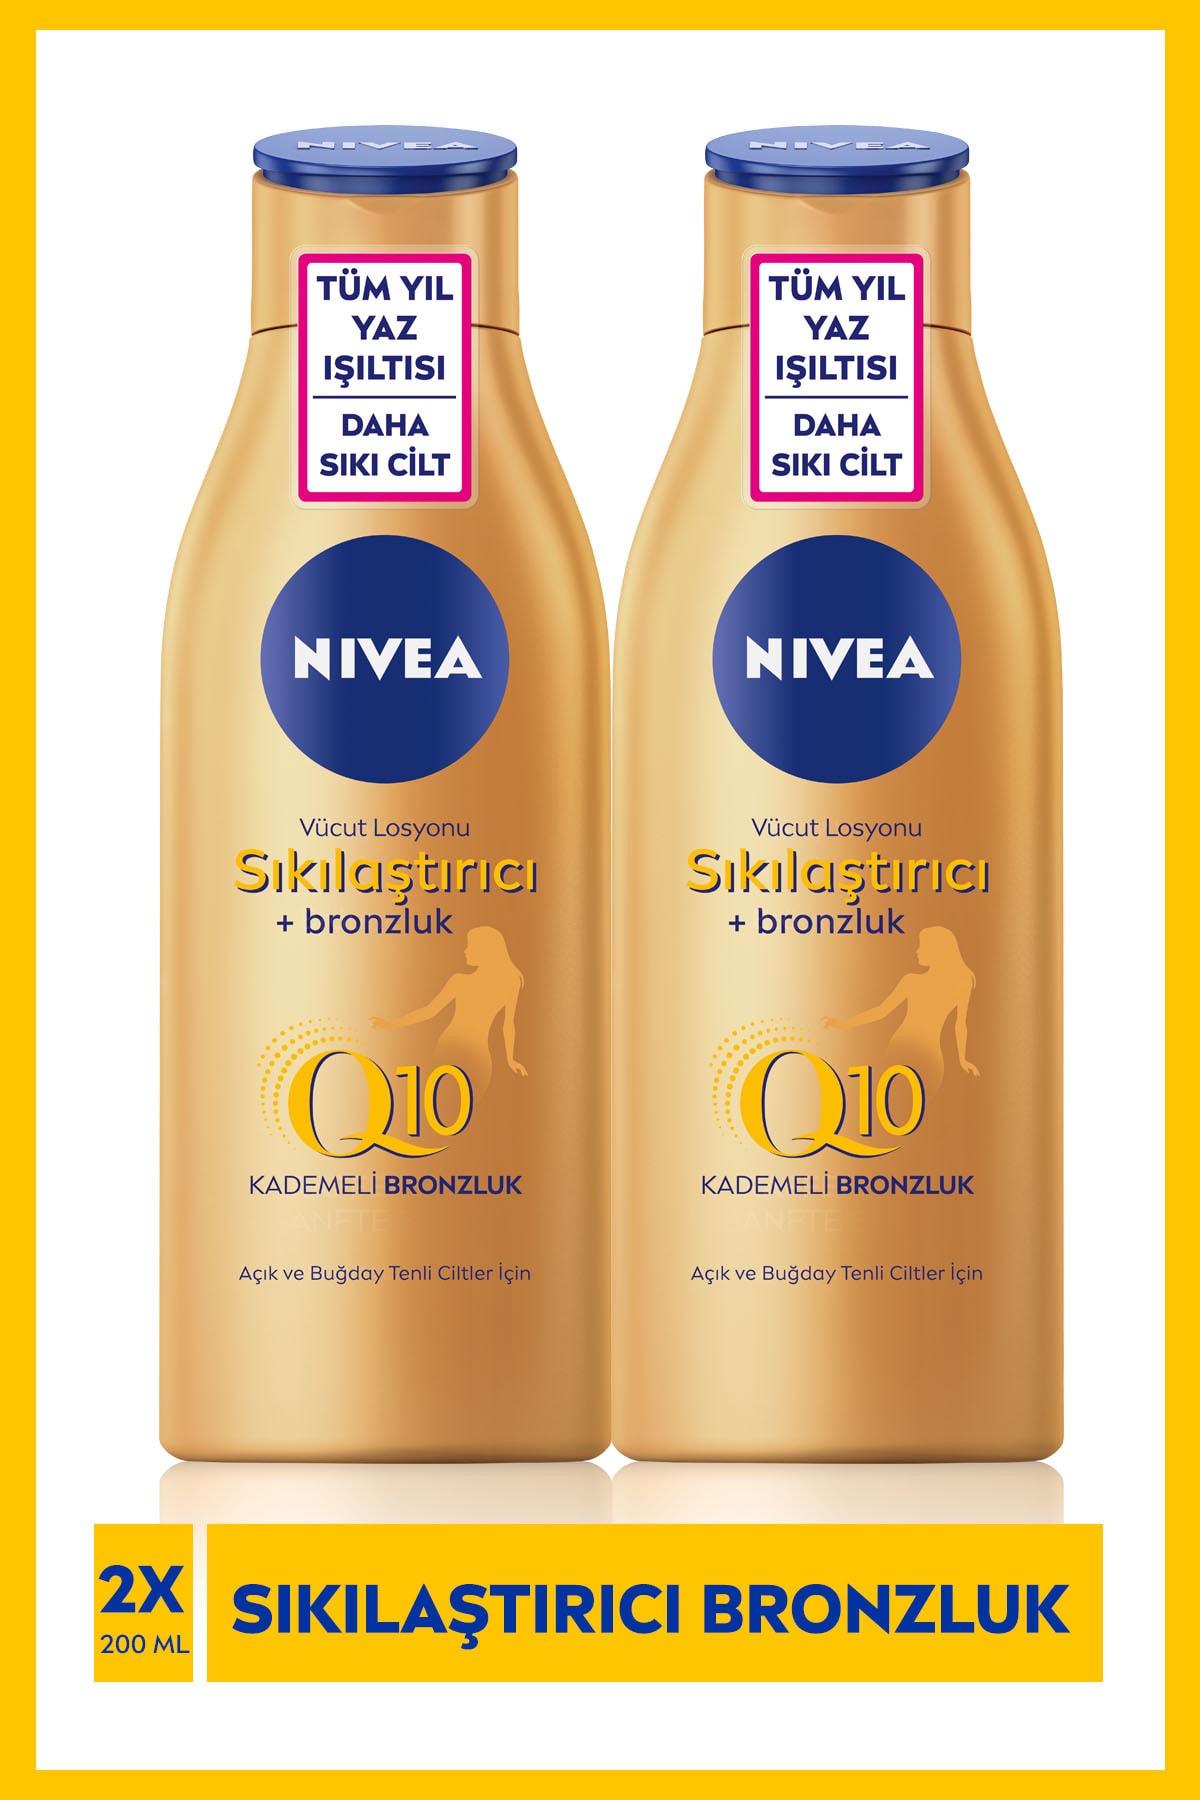 NIVEA
TÜM YIL
YAZ
IŞILTISI
DAHA
SIKI CİLT
NIVEA
Vücut Losyonu
Sıkılaştırıcı
+ bronzluk
Q10
KADEMELİ BRONZLUK
ANFTE
Açık ve Buğday Tenli Ciltler İçin
NIVEA
TÜM YIL
YAZ
IŞILTISI
DAHA
SIKI CİLT
NIVEA
Vücut Losyonu
Sıkılaştırıcı
+ bronzluk
Q10
KADEMELİ BRONZLUK
ANFTE
Açık ve Buğday Tenli Ciltler İçin
2X
200 ML
SIKILAŞTIRICI BRONZLUK